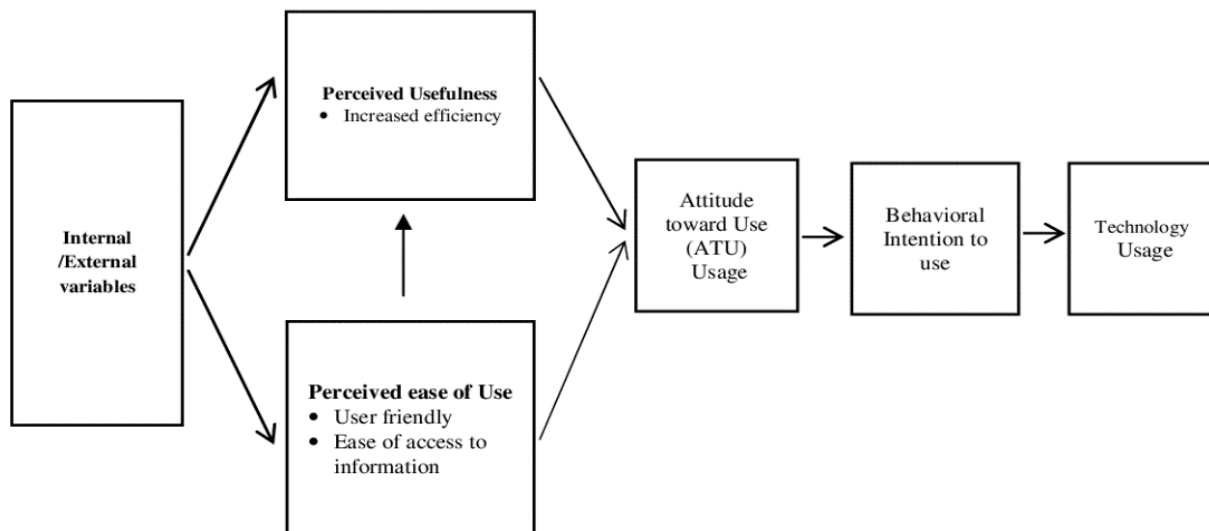 Internal
/External
variables
Perceived Usefulness
• Increased efficiency
Perceived ease of Use
• User friendly
• Ease of access to
information
Attitude
toward Use
(ATU)
Usage
Behavioral
Intention to
use
Technology
Usage